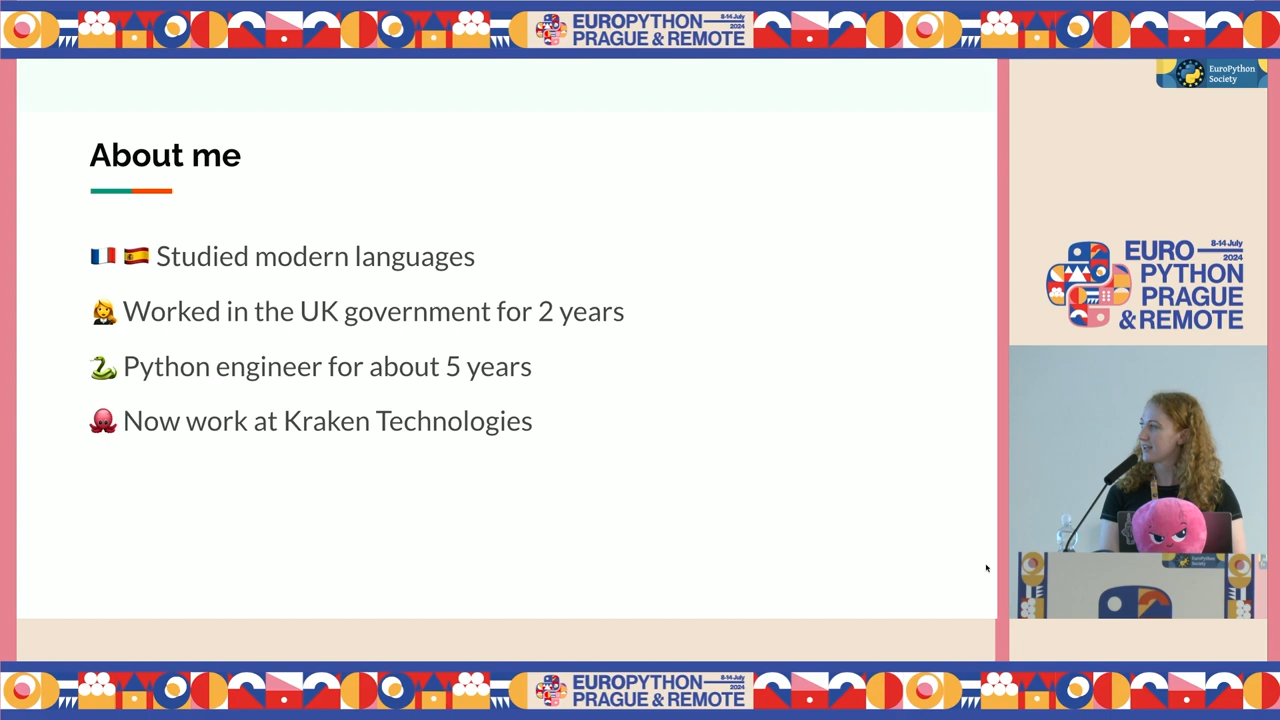 EUROPYTHON
8-14 July
2024
PRAGUE & REMOTE
EuroPython
Society
About me
Studied modern languages
Worked in the UK government for 2 years
Python engineer for about 5 years
Now work at Kraken Technologies
EURO
8-14 July
2024
PYTHON
PRAGUE
& REMOTE
EuroPython
Society
EUROPYTHON
8-14 July
2024
PRAGUE & REMOTE